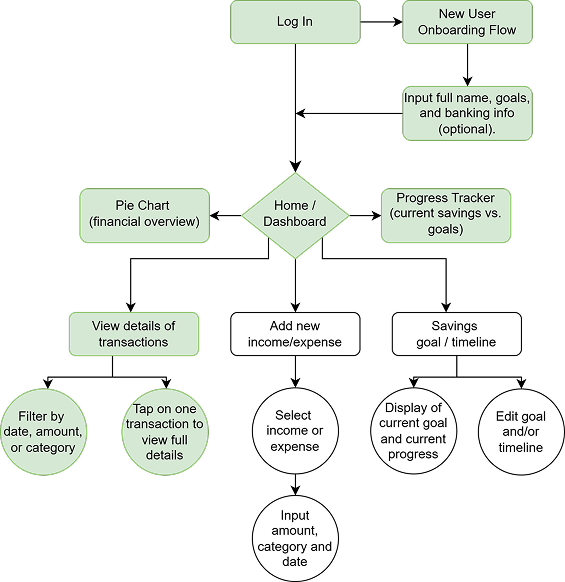 Log In
New User
Onboarding Flow
Input full name, goals,
and banking info
(optional).
Pie Chart
(financial overview)
Home /
Dashboard
Progress Tracker
(current savings vs.
goals)
View details of
transactions
Add new
income/expense
Savings
goal / timeline
Filter by
date, amount,
or category
Tap on one
transaction to
view full
details
Select
income or
expense
Display of
current goal
and current
progress
Edit goal
and/or
timeline
Input
amount,
category and
date